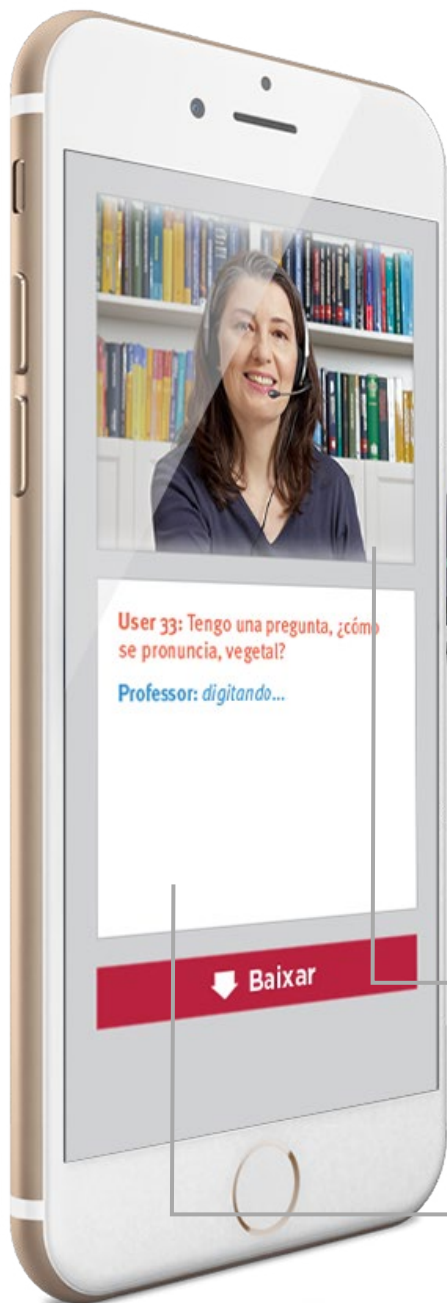 User 33: Tengo una pregunta, ¿cómo
se pronuncia, vegetal?
Professor: digitando...
Baixar